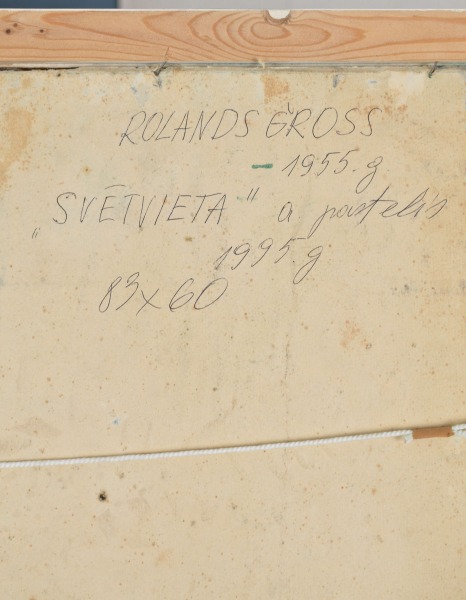 ROLANDS GROSS
- 1955.g
„SVĒTVIETA" a pastelis
1995 g
83x60